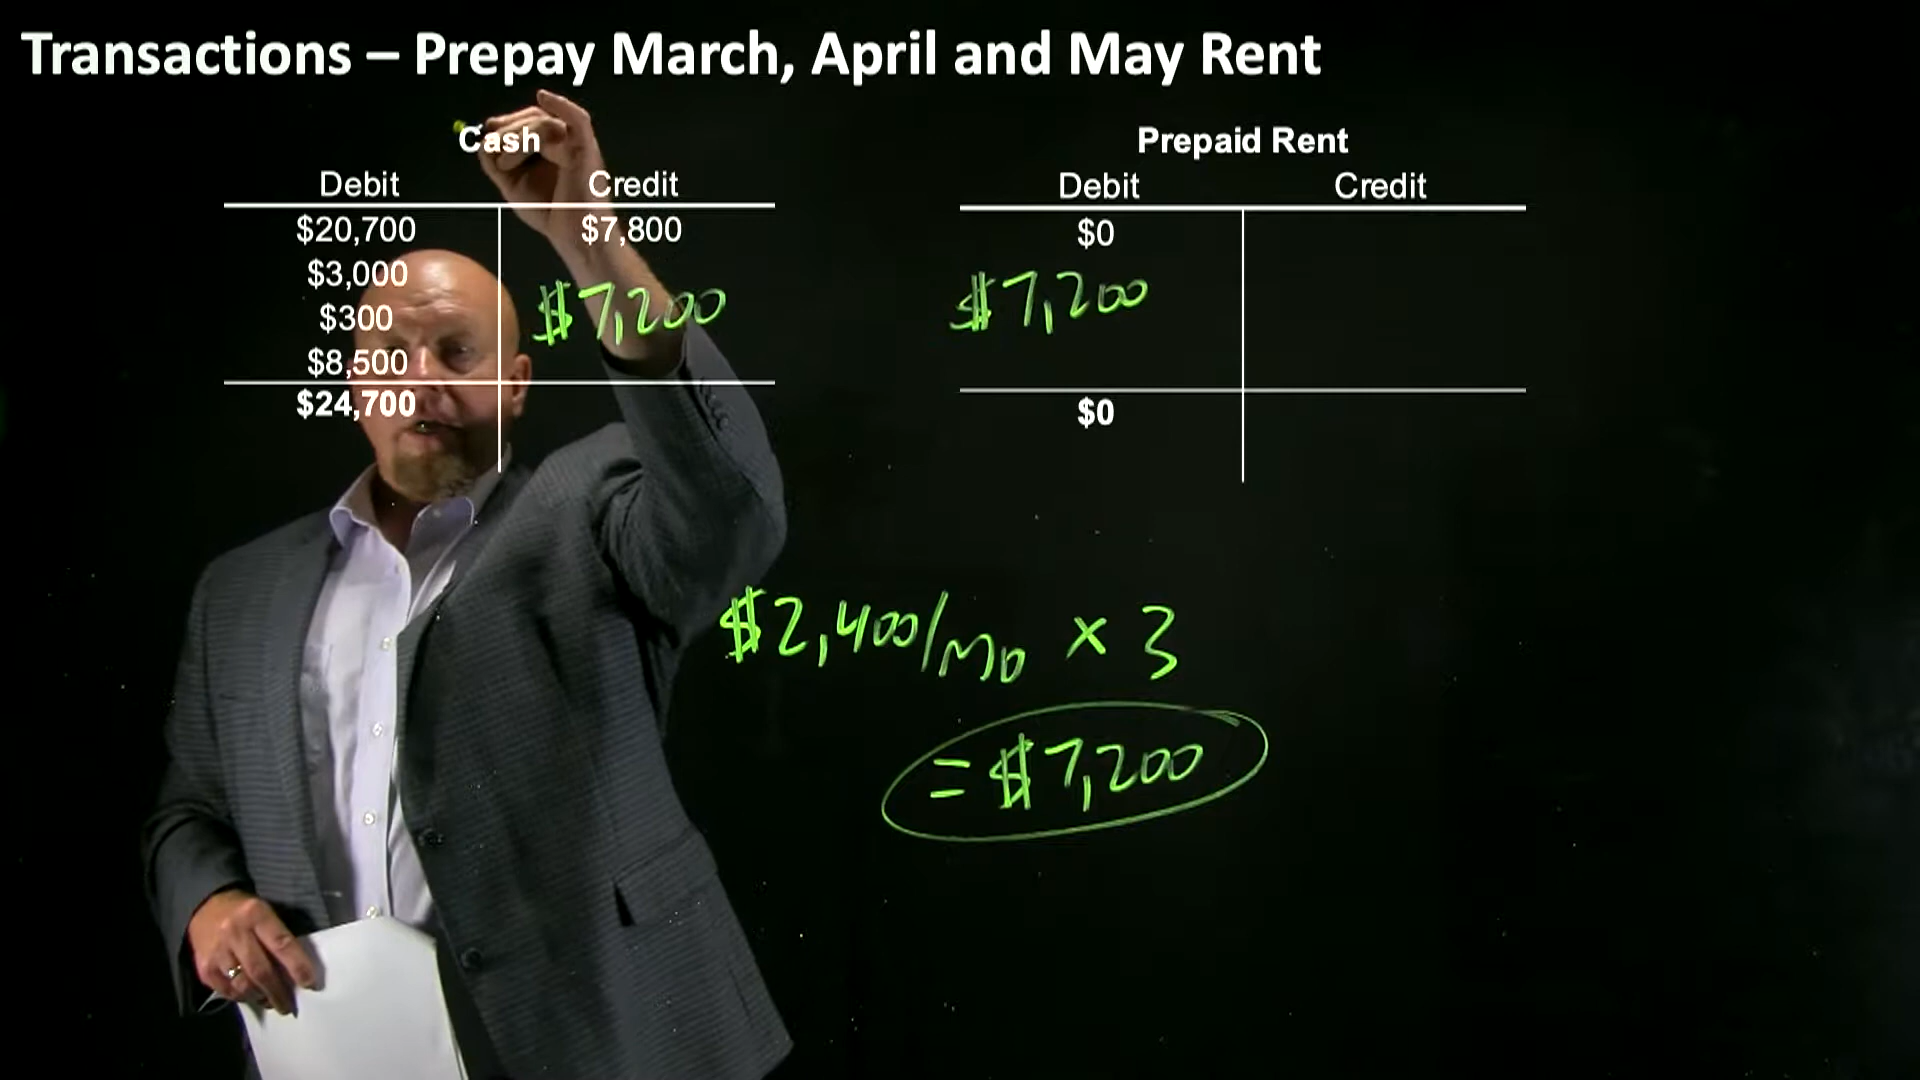 Transactions – Prepay March, April and May Rent
Cash
Debit Credit
$20,700 $7,800
$3,000
$300
$8,500
$7,200
$24,700
Prepaid Rent
Debit Credit
$0
$7,200
$0
$2,400/mo × 3
= $7,200